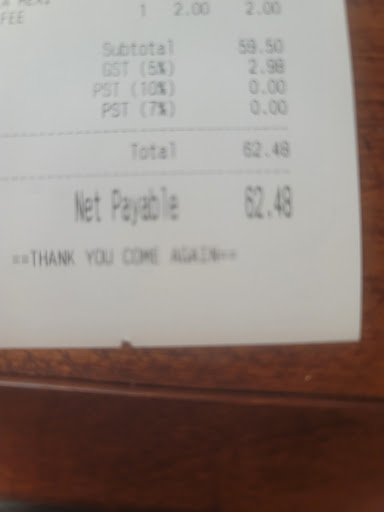 FEE 1 2.00 2.00
Subtotal 59.50
GST (5%) 2.98
PST (10%) 0.00
PST (7%) 0.00
Total 62.48
Net Payable 62.48
==THANK YOU COME AGAIN==